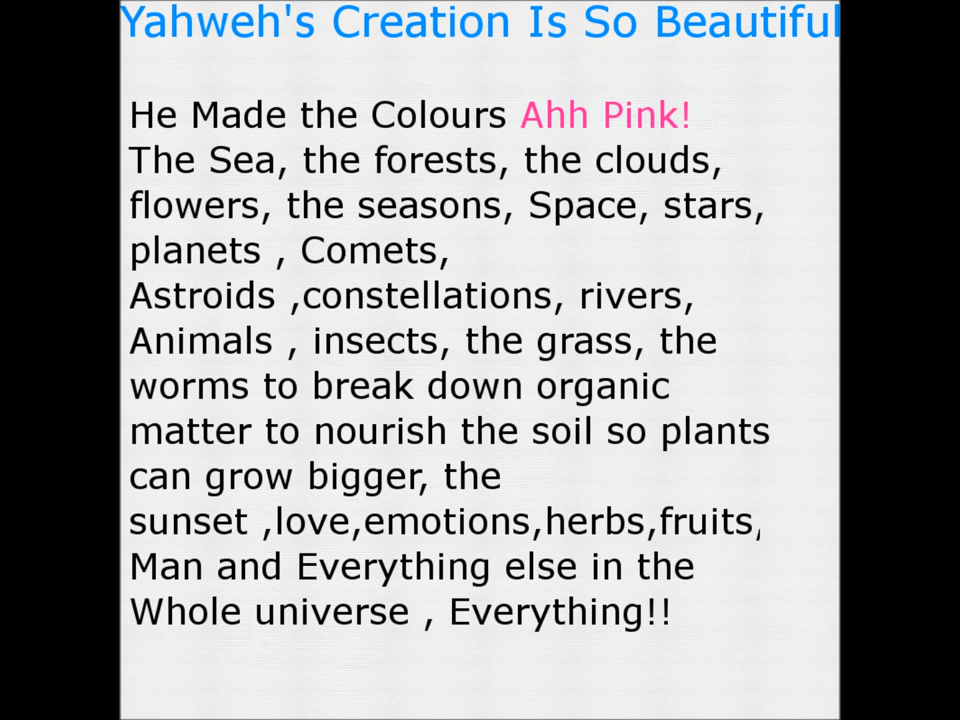 Yahweh's Creation Is So Beautiful
He Made the Colours Ahh Pink!
The Sea, the forests, the clouds,
flowers, the seasons, Space, stars,
planets , Comets,
Astroids ,constellations, rivers,
Animals , insects, the grass, the
worms to break down organic
matter to nourish the soil so plants
can grow bigger, the
sunset ,love,emotions,herbs,fruits,
Man and Everything else in the
Whole universe , Everything!!